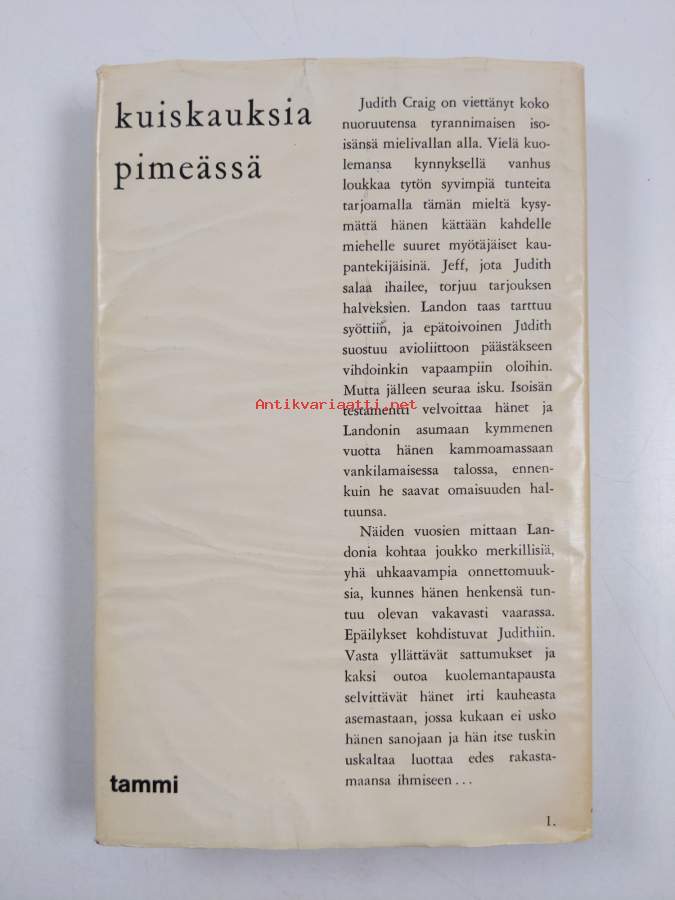 kuiskauksia
pimeässä
Judith Craig on viettänyt koko
nuoruutensa tyrannimaisen iso-
isänsä mielivallan alla. Vielä kuo-
lemansa kynnyksellä vanhus
loukkaa tytön syvimpiä tunteita
tarjoamalla tämän mieltä kysy-
mättä hänen kättään kahdelle
miehelle suuret myötäjäiset kau-
pantekijäisinä. Jeff, jota Judith
salaa ihailee, torjuu tarjouksen
halveksien. Landon taas tarttuu
syöttiin, ja epätoivoinen Judith
suostuu avioliittoon päästäkseen
vihdoinkin vapaampiin oloihin.
Mutta jälleen seuraa isku. Isoisän
Antikvariaatti.net
testamentti velvoittaa hänet ja
Landonin asumaan kymmenen
vuotta hänen kammoamassaan
vankilamaisessa talossa, ennen-
kuin he saavat omaisuuden hal-
tuunsa.
Näiden vuosien mittaan Lan-
donia kohtaa joukko merkillisiä,
yhä uhkaavampia onnettomuuk-
sia, kunnes hänen henkensä tun-
tuu olevan vakavasti vaarassa.
Epäilykset kohdistuvat Judithiin.
Vasta yllättävät sattumukset ja
kaksi outoa kuolemantapausta
selvittävät hänet irti kauheasta
asemastaan, jossa kukaan ei usko
hänen sanojaan ja hän itse tuskin
uskaltaa luottaa edes rakasta-
maansa ihmiseen...
tammi
1.